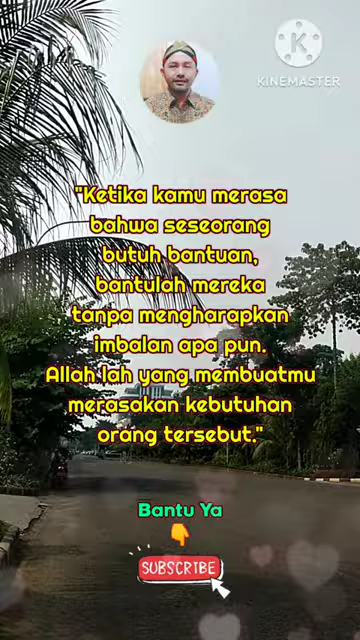 KINEMASTER
"Ketika kamu merasa
bahwa seseorang
butuh bantuan,
bantulah mereka
tanpa mengharapkan
imbalan apa pun.
Allah lah yang membuatmu
merasakan kebutuhan
orang tersebut."
Bantu Ya
SUBSCRIBE